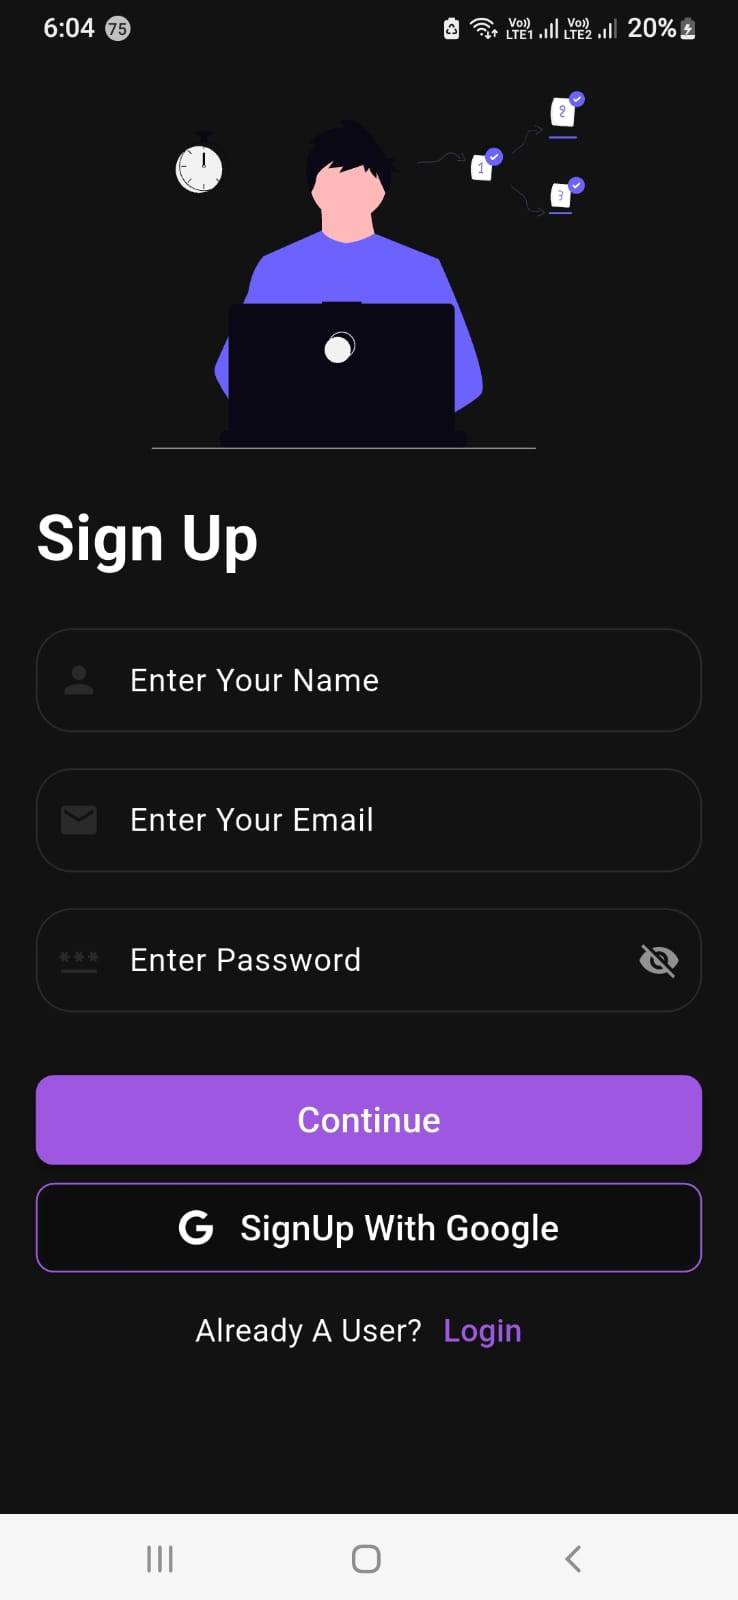 6:04 75 Vo) LTE1 Vo) LTE2 20%
2
1
3
Sign Up
Enter Your Name
Enter Your Email
*** Enter Password
Continue
G SignUp With Google
Already A User? Login